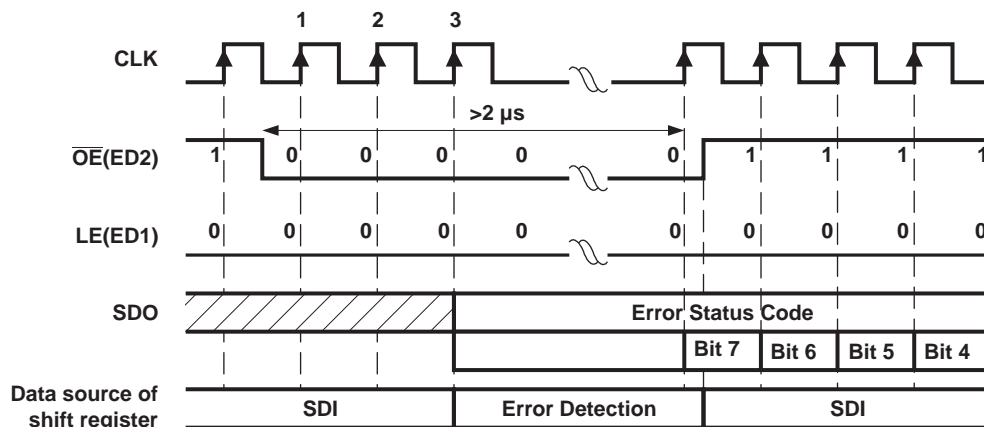 1 2 3
CLK
>2 µs
OE(ED2) 1 0 0 0 0 0 1 1 1 1
LE(ED1) 0 0 0 0 0 0 0 0 0 0
SDO Error Status Code
Bit 7 Bit 6 Bit 5 Bit 4
Data source of
shift register SDI Error Detection SDI